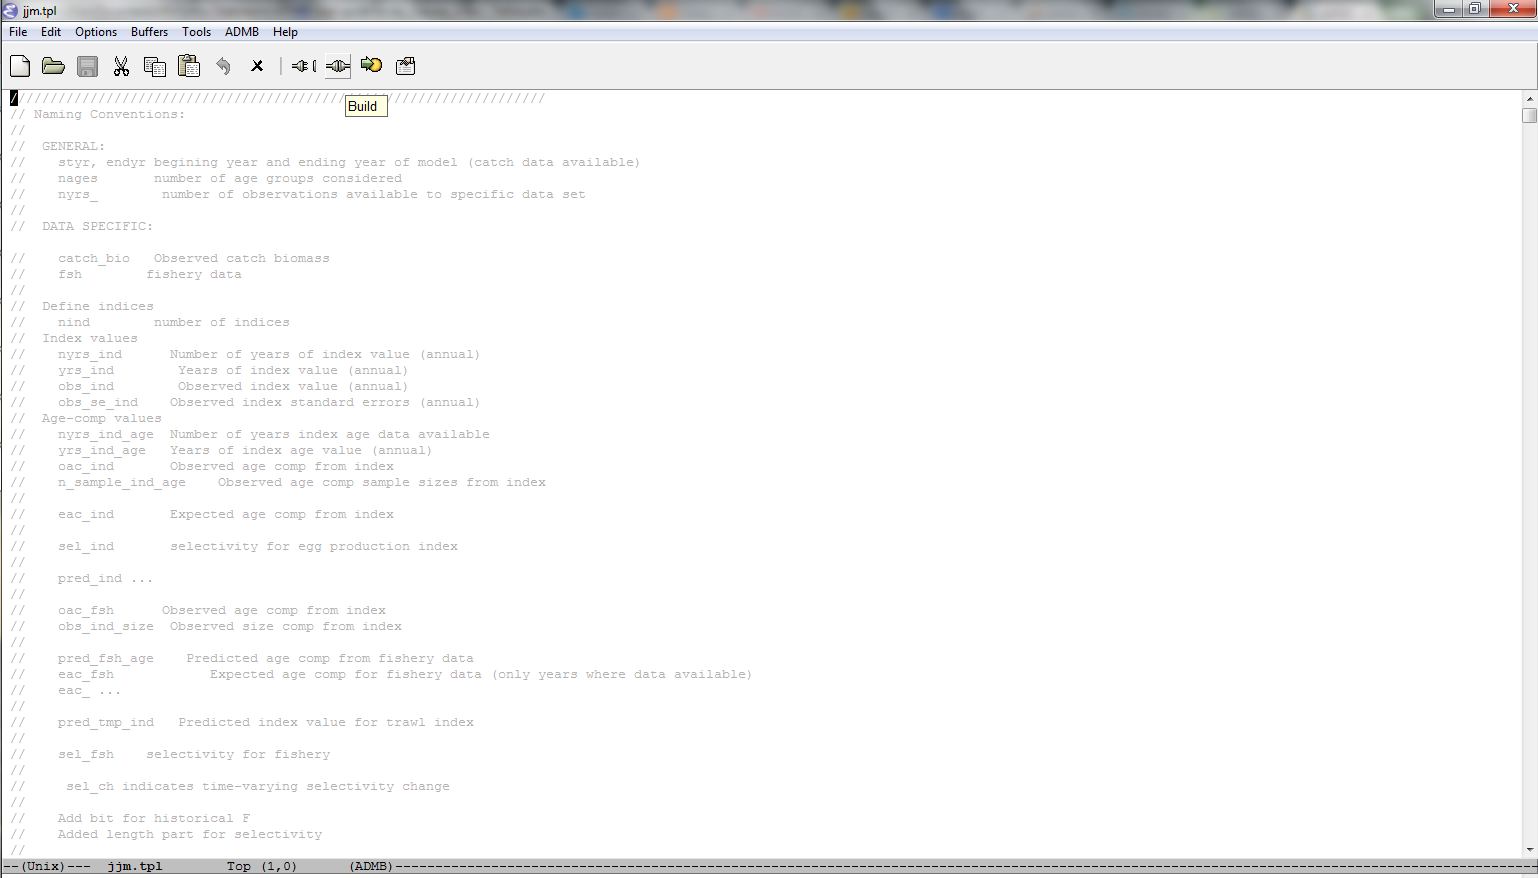 jjm.tpl
File Edit Options Buffers Tools ADMB Help
//////////////////////////////////////////////////////////////////
Build
// Naming Conventions:
//
//  GENERAL:
//    styr, endyr begining year and ending year of model (catch data available)
//    nages       number of age groups considered
//    nyrs_        number of observations available to specific data set
//
//  DATA SPECIFIC:
//    catch_bio   Observed catch biomass
//    fsh        fishery data
//
//  Define indices
//    nind        number of indices
//  Index values
//    nyrs_ind      Number of years of index value (annual)
//    yrs_ind        Years of index value (annual)
//    obs_ind        Observed index value (annual)
//    obs_se_ind    Observed index standard errors (annual)
//  Age-comp values
//    nyrs_ind_age  Number of years index age data available
//    yrs_ind_age   Years of index age value (annual)
//    oac_ind       Observed age comp from index
//    n_sample_ind_age    Observed age comp sample sizes from index
//
//    eac_ind       Expected age comp from index
//
//    sel_ind       selectivity for egg production index
//
//    pred_ind ...
//
//    oac_fsh      Observed age comp from index
//    obs_ind_size  Observed size comp from index
//
//    pred_fsh_age    Predicted age comp from fishery data
//    eac_fsh            Expected age comp for fishery data (only years where data available)
//    eac_ ...
//
//    pred_tmp_ind   Predicted index value for trawl index
//
//    sel_fsh    selectivity for fishery
//
//     sel_ch indicates time-varying selectivity change
//
//    Add bit for historical F
//    Added length part for selectivity
//
--(Unix)---  jjm.tpl        Top (1,0)      (ADMB)--------------------